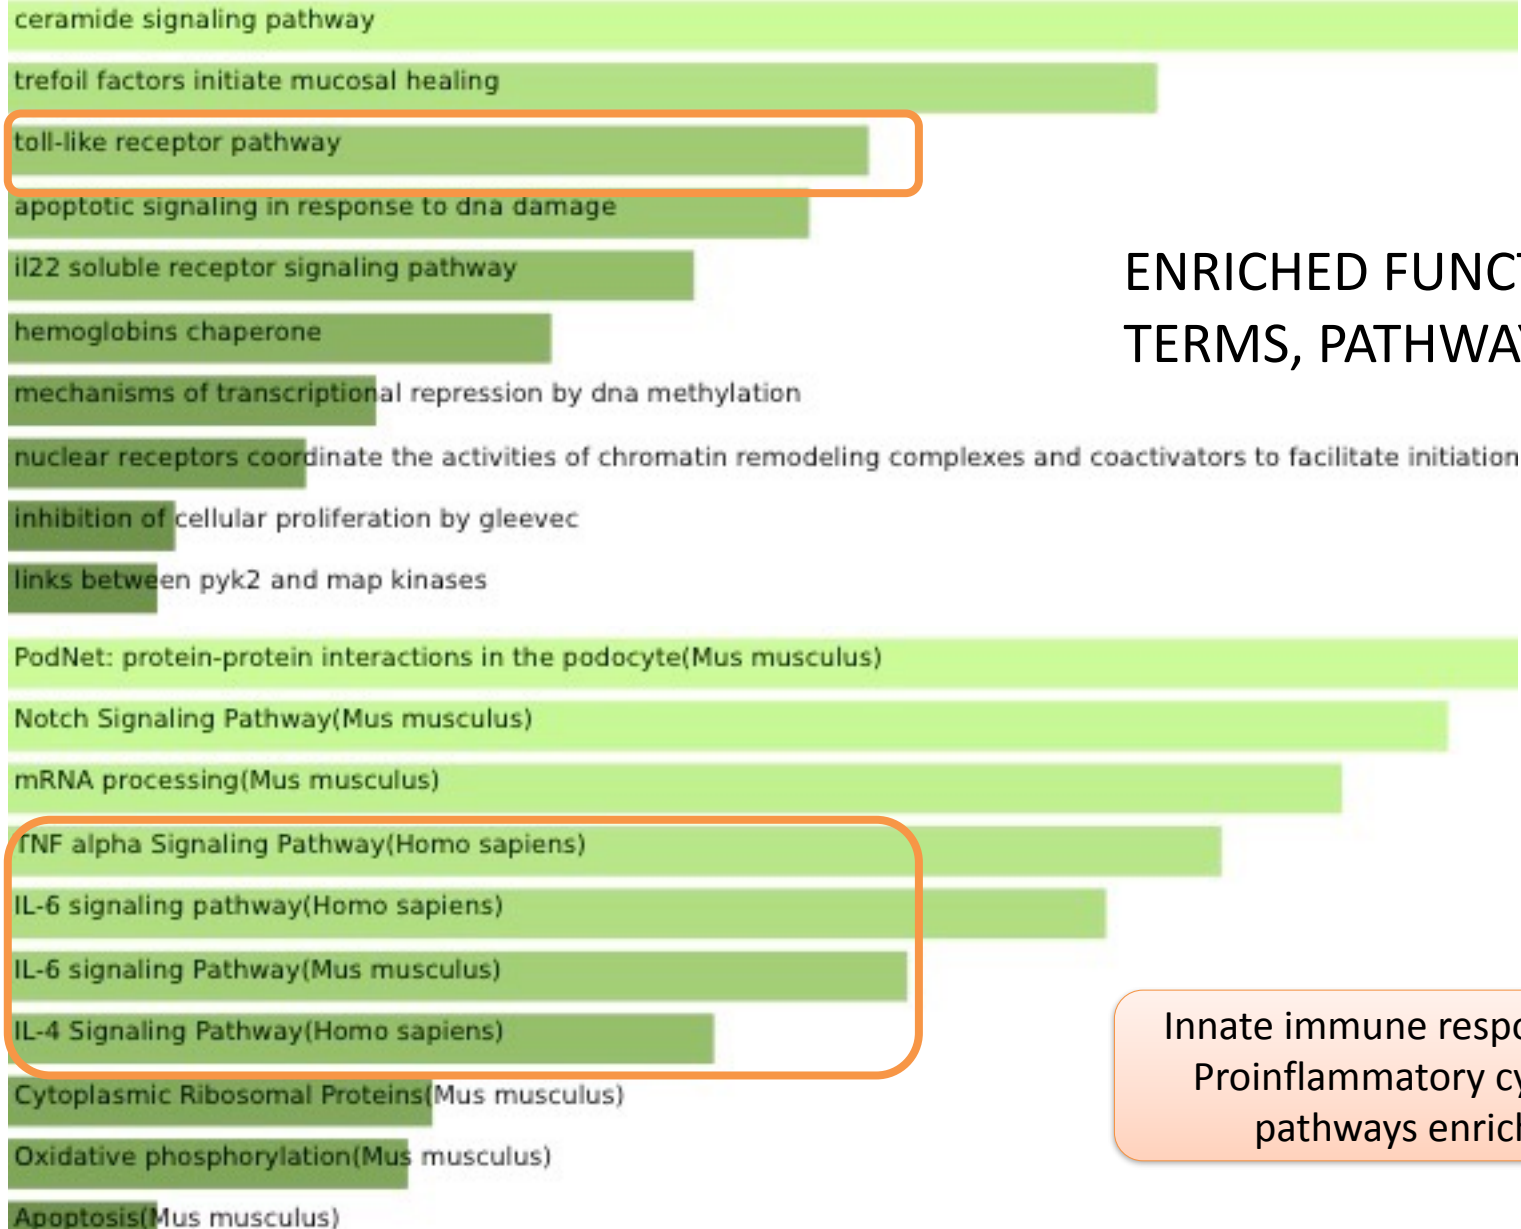 ceramide signaling pathway
trefoil factors initiate mucosal healing
toll-like receptor pathway
apoptotic signaling in response to dna damage
il22 soluble receptor signaling pathway
hemoglobins chaperone
mechanisms of transcriptional repression by dna methylation
nuclear receptors coordinate the activities of chromatin remodeling complexes and coactivators to facilitate initiation
inhibition of cellular proliferation by gleevec
links between pyk2 and map kinases
ENRICHED
TERMS,
PodNet: protein-protein interactions in the podocyte(Mus musculus)
Notch Signaling Pathway(Mus musculus)
mRNA processing(Mus musculus)
TNF alpha Signaling Pathway(Homo sapiens)
IL-6 signaling pathway(Homo sapiens)
IL-6 signaling Pathway(Mus musculus)
IL-4 Signaling Pathway(Homo sapiens)
Cytoplasmic Ribosomal Proteins(Mus musculus)
Oxidative phosphorylation(Mus musculus)
Apoptosis(Mus musculus)
Innate immune
Proinflammatory
pathways